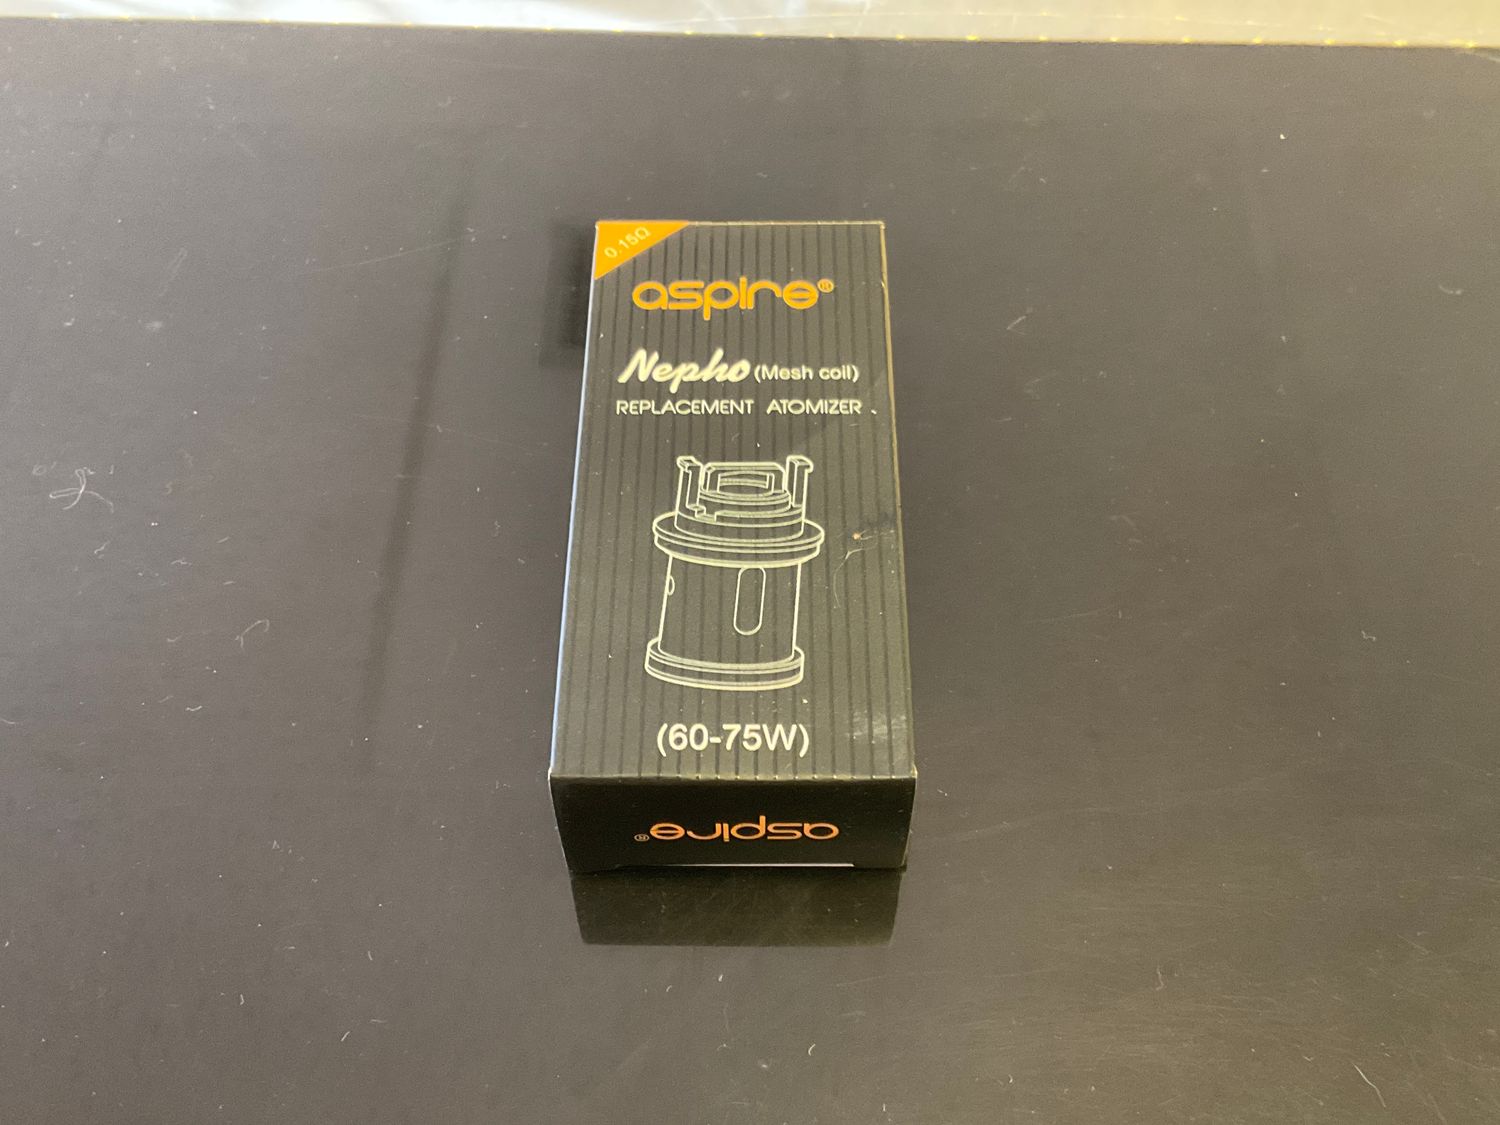 0.15Ω
aspire®
Nepho (Mesh coil)
REPLACEMENT ATOMIZER
(60-75W)
aspire®